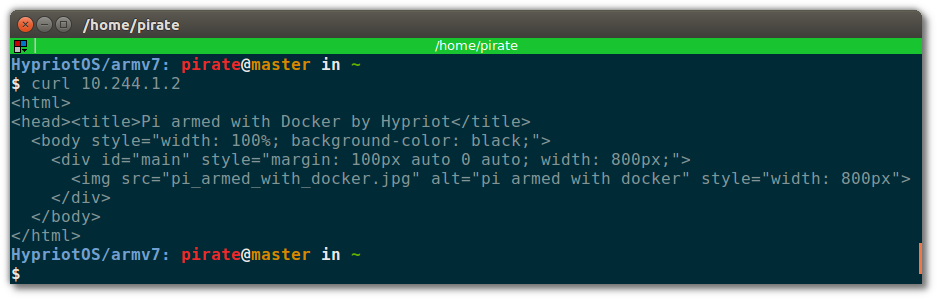 /home/pirate
/home/pirate
HypriotOS/armv7: pirate@master in ~
$ curl 10.244.1.2
<html>
<head><title>Pi armed with Docker by Hypriot</title>
  <body style="width: 100%; background-color: black;">
    <div id="main" style="margin: 100px auto 0 auto; width: 800px;">
      <img src="pi_armed_with_docker.jpg" alt="pi armed with docker" style="width: 800px">
    </div>
  </body>
</html>
HypriotOS/armv7: pirate@master in ~
$